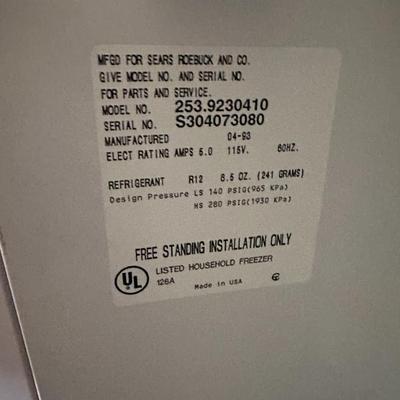 MFGD FOR SEARS ROEBUCK AND CO.
GIVE MODEL NO. AND SERIAL NO.
FOR PARTS AND SERVICE.
MODEL NO. 253.9230410
SERIAL NO. S304073080
MANUFACTURED 04-93
ELECT RATING AMPS 5.0 115V. 60HZ.
REFRIGERANT R12 8.5 OZ. (241 GRAMS)
Design Pressure LS 140 PSIG(965 KPa)
HS 280 PSIG(1930 KPa)
FREE STANDING INSTALLATION ONLY
UL LISTED HOUSEHOLD FREEZER
126A Made in USA